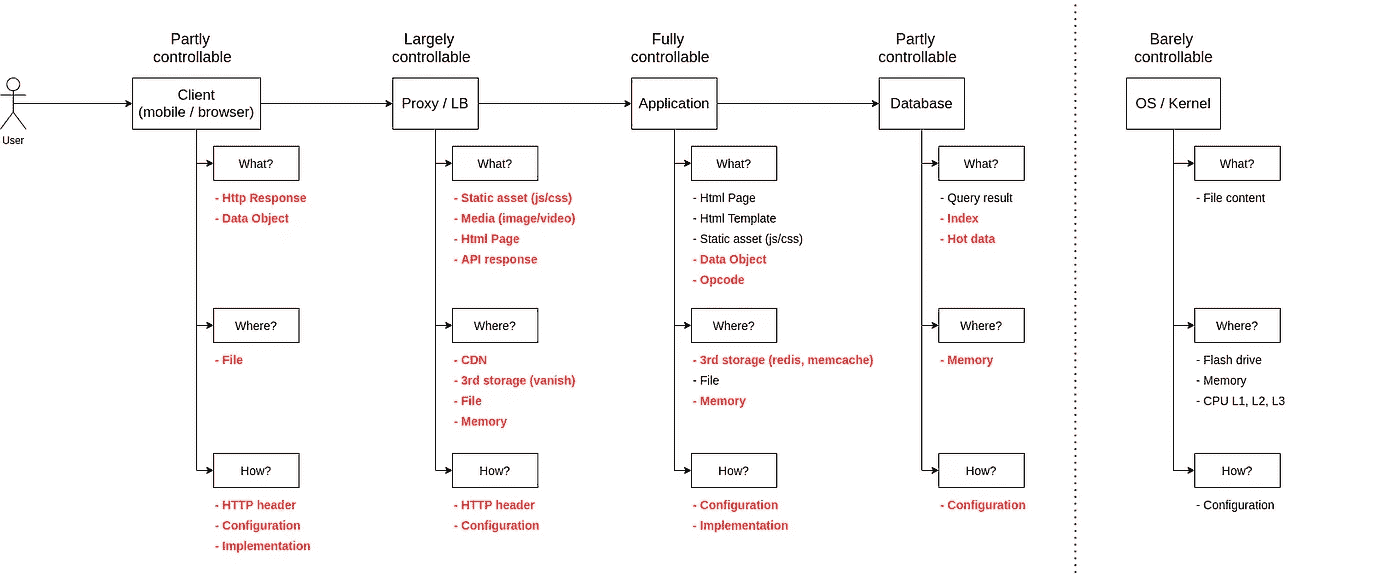 Partly
controllable
Largely
controllable
Fully
controllable
Partly
controllable
Barely
controllable
User
Client
(mobile / browser)
Proxy / LB
Application
Database
OS / Kernel
What?
- Http Response
- Data Object
Where?
- File
How?
- HTTP header
- Configuration
- Implementation
What?
- Static asset (js/css)
- Media (image/video)
- Html Page
- API response
Where?
- CDN
- 3rd storage (vanish)
- File
- Memory
How?
- HTTP header
- Configuration
What?
- Html Page
- Html Template
- Static asset (js/css)
- Data Object
- Opcode
Where?
- 3rd storage (redis, memcache)
- File
- Memory
How?
- Configuration
- Implementation
What?
- Query result
- Index
- Hot data
Where?
- Memory
How?
- Configuration
What?
- File content
Where?
- Flash drive
- Memory
- CPU L1, L2, L3
How?
- Configuration